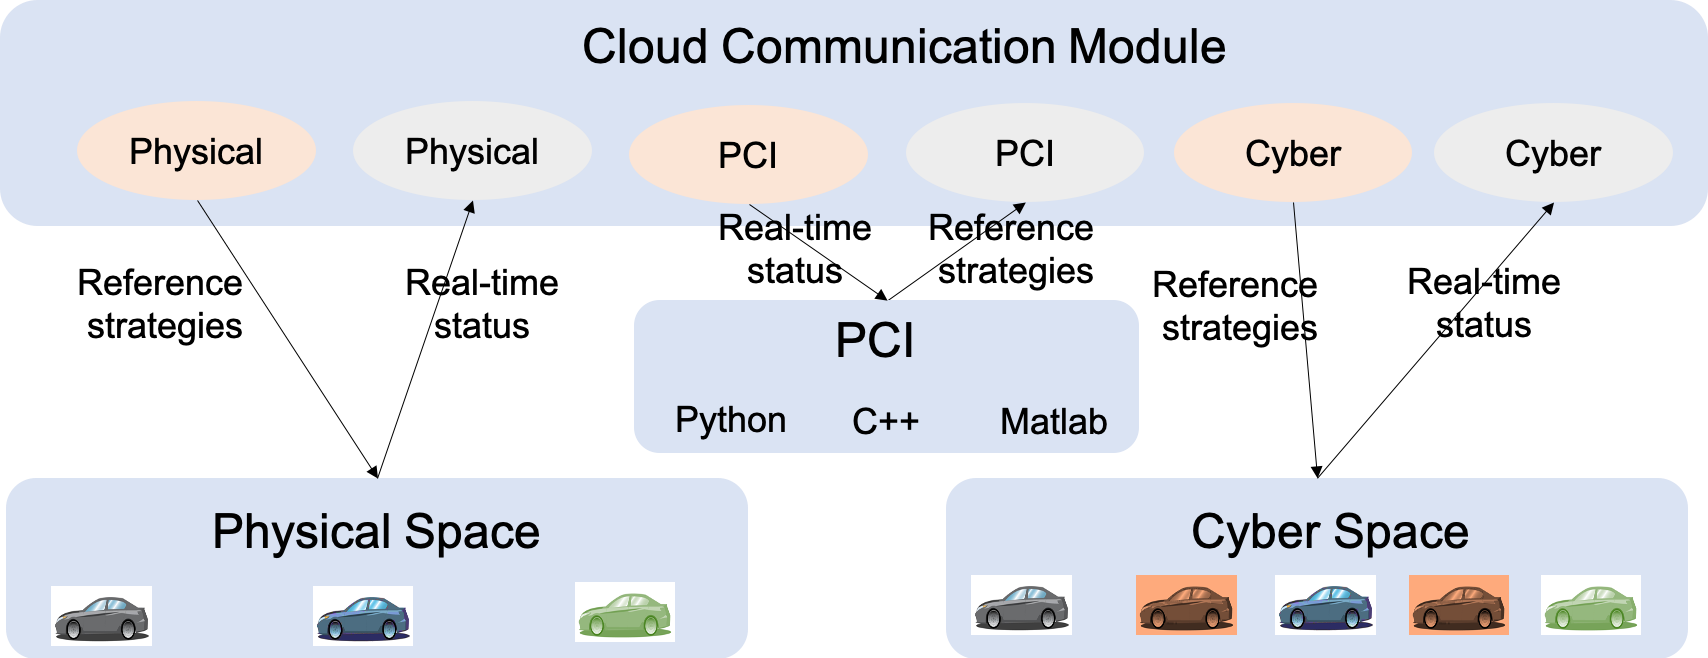 Cloud Communication Module
Physical
Physical
PCI
PCI
Cyber
Cyber
Reference
strategies
Real-time
status
Real-time
status
Reference
strategies
Reference
strategies
Real-time
status
PCI
Python
C++
Matlab
Physical Space
Cyber Space